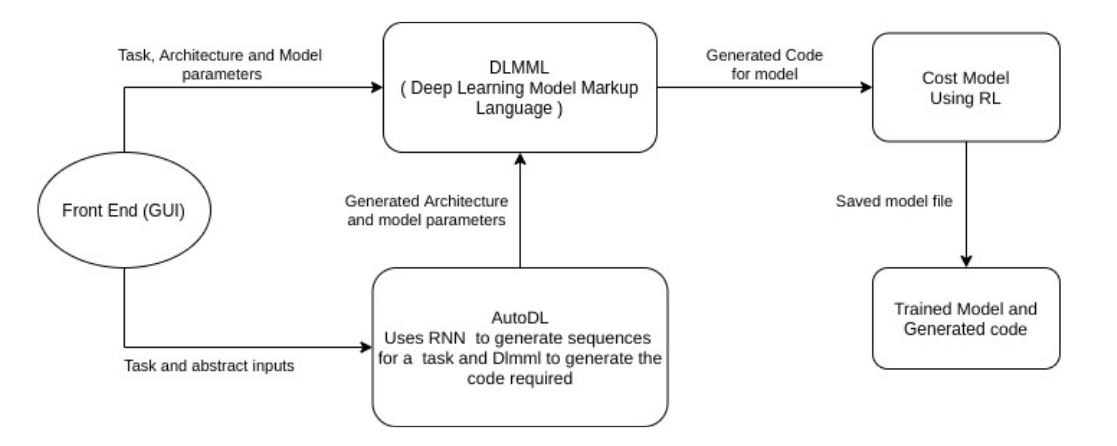 Task, Architecture and Model
parameters
DLMML
( Deep Learning Model Markup
Language )
Generated Code
for model
Cost Model
Using RL
Front End (GUI)
Generated Architecture
and model parameters
Saved model file
AutoDL
Uses RNN to generate sequences
for a task and Dlmml to generate the
code required
Trained Model and
Generated code
Task and abstract inputs